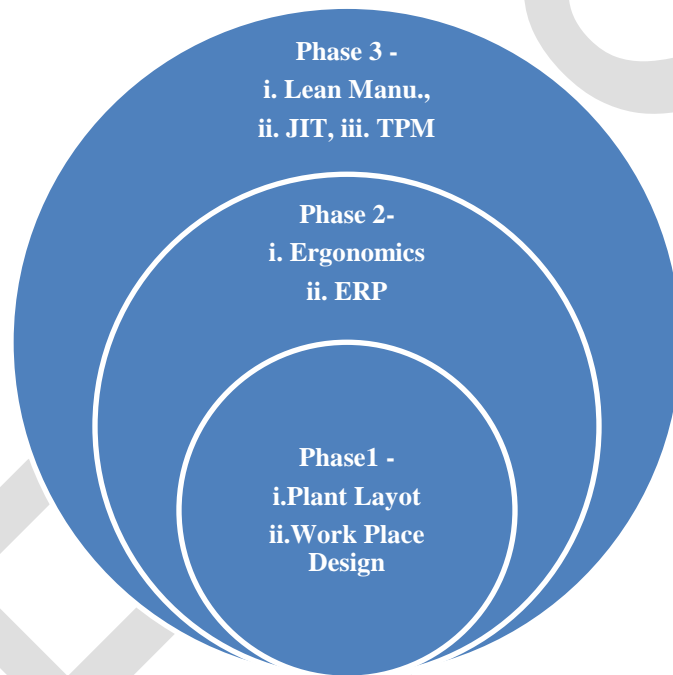 Phase 3 -
i. Lean Manu.,
ii. JIT, iii. TPM
Phase 2-
i. Ergonomics
ii. ERP
Phase1 -
i.Plant Layot
ii.Work Place
Design